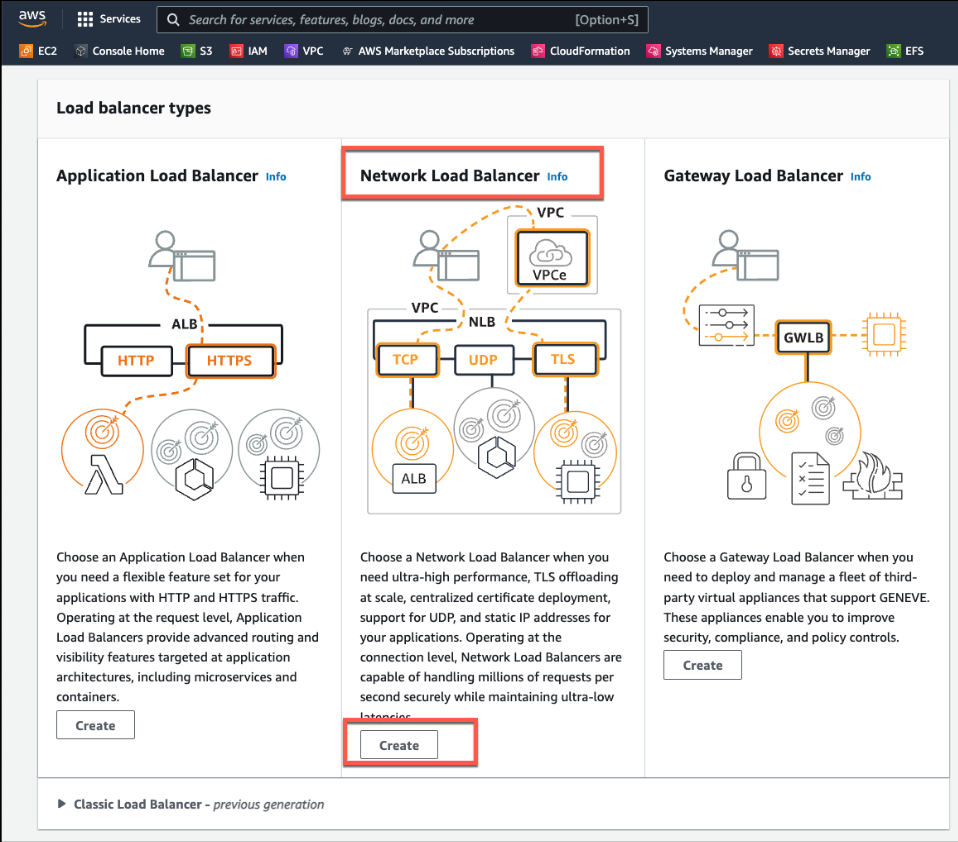 aws
Services
Search for services, features, blogs, docs, and more
[Option+S]
EC2
Console Home
S3
IAM
VPC
AWS Marketplace Subscriptions
CloudFormation
Systems Manager
Secrets Manager
EFS
Load balancer types
Application Load Balancer Info
ALB
HTTP
HTTPS
Choose an Application Load Balancer when
you need a flexible feature set for your
applications with HTTP and HTTPS traffic.
Operating at the request level, Application
Load Balancers provide advanced routing and
visibility features targeted at application
architectures, including microservices and
containers.
Create
Network Load Balancer Info
VPC
VPCe
VPC
NLB
TCP
UDP
TLS
ALB
Choose a Network Load Balancer when you
need ultra-high performance, TLS offloading
at scale, centralized certificate deployment,
support for UDP, and static IP addresses for
your applications. Operating at the
connection level, Network Load Balancers are
capable of handling millions of requests per
second securely while maintaining ultra-low
latencies.
Create
Gateway Load Balancer Info
GWLB
Choose a Gateway Load Balancer when you
need to deploy and manage a fleet of third-
party virtual appliances that support GENEVE.
These appliances enable you to improve
security, compliance, and policy controls.
Create
Classic Load Balancer - previous generation